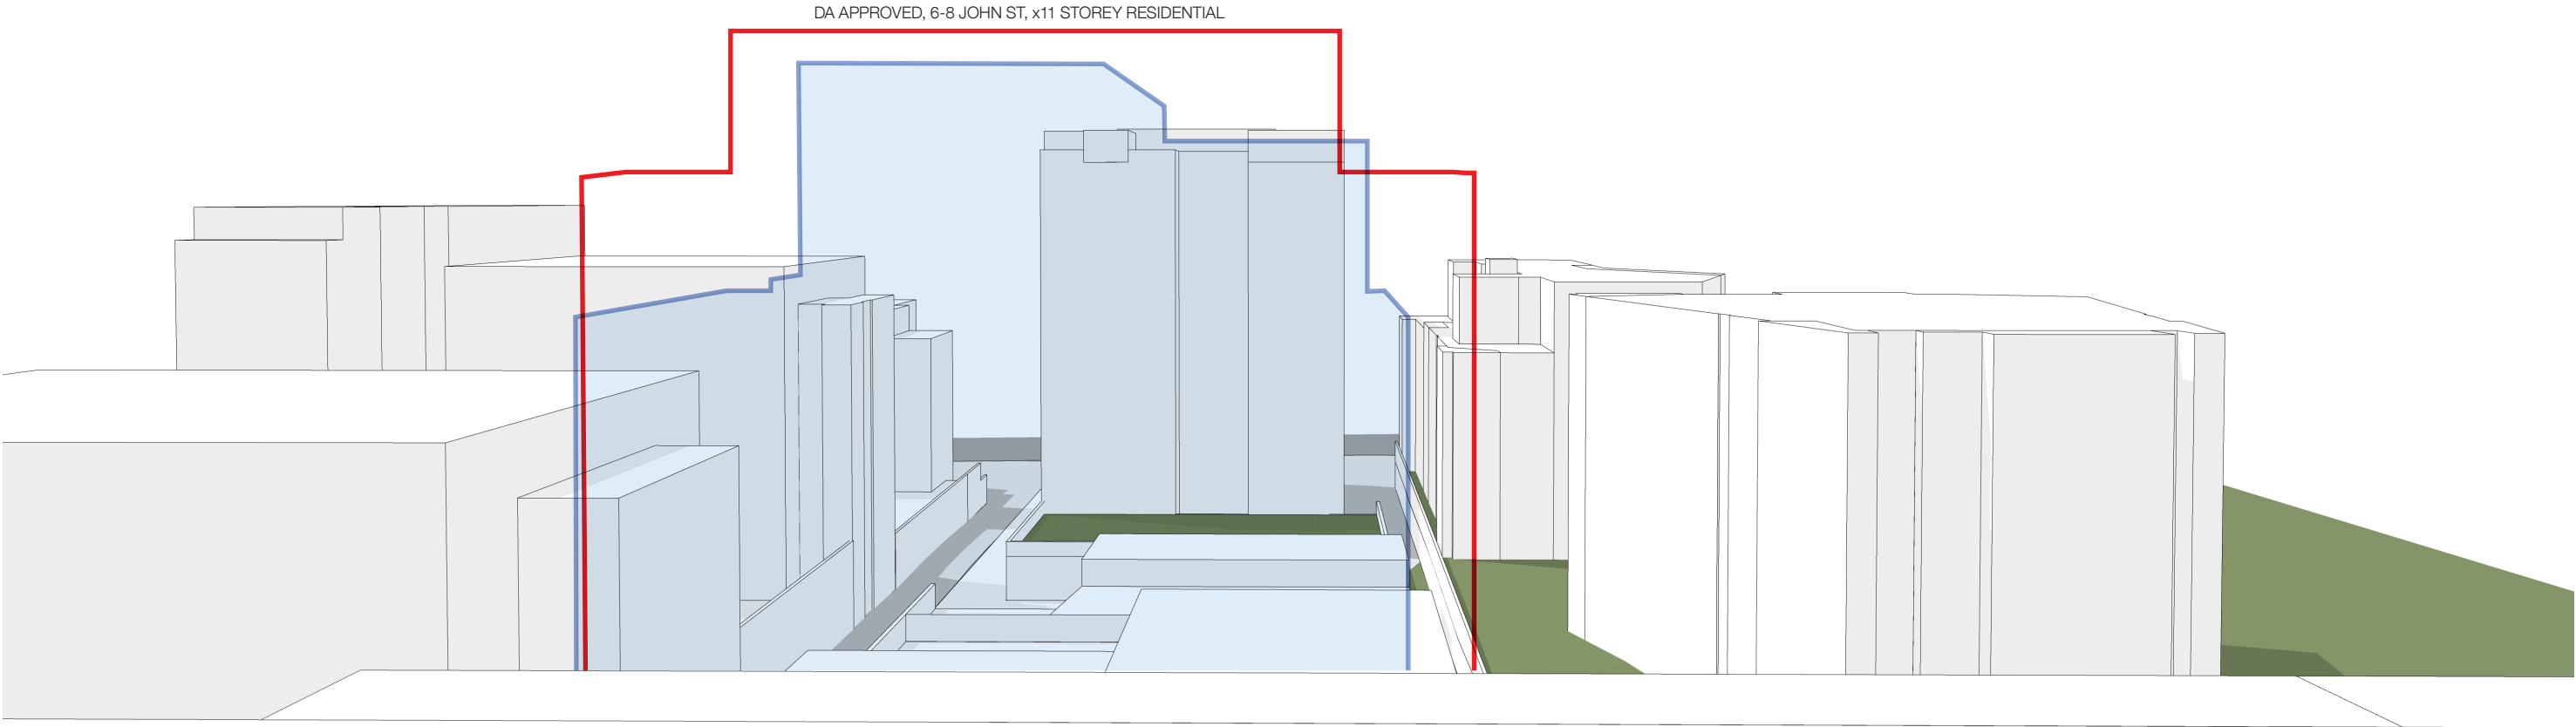 DA APPROVED, 6-8 JOHN ST, x11 STOREY RESIDENTIAL